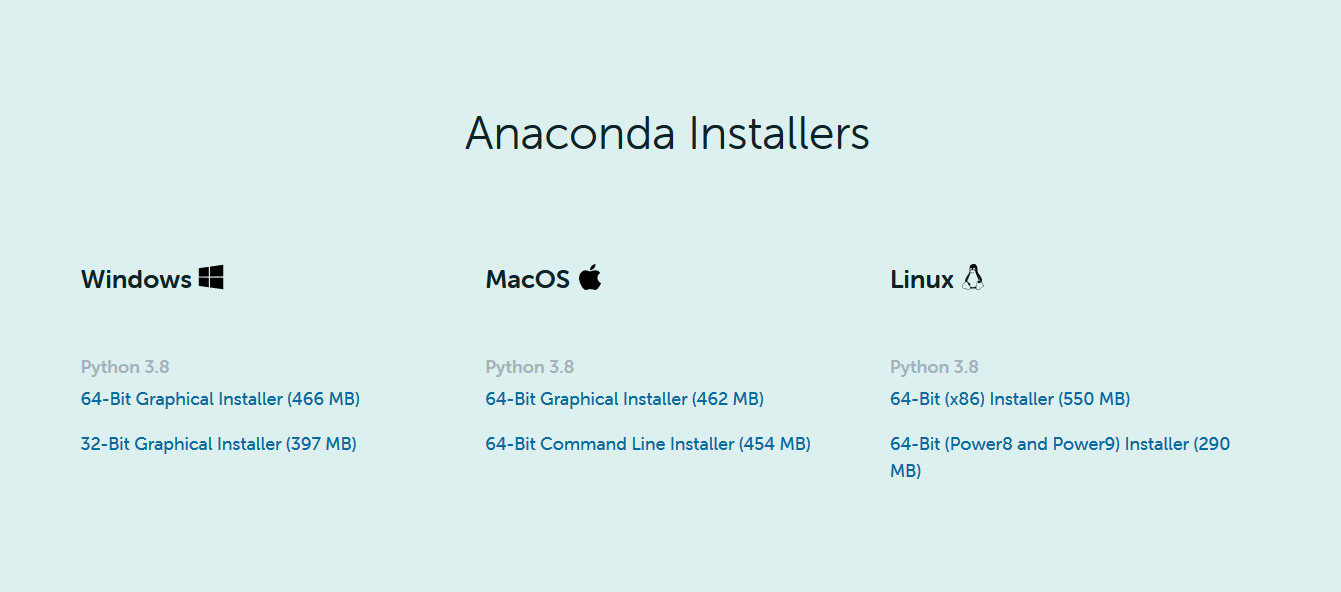 Anaconda Installers
Windows
Python 3.8
64-Bit Graphical Installer (466 MB)
32-Bit Graphical Installer (397 MB)
MacOS
Python 3.8
64-Bit Graphical Installer (462 MB)
64-Bit Command Line Installer (454 MB)
Linux
Python 3.8
64-Bit (x86) Installer (550 MB)
64-Bit (Power8 and Power9) Installer (290
MB)